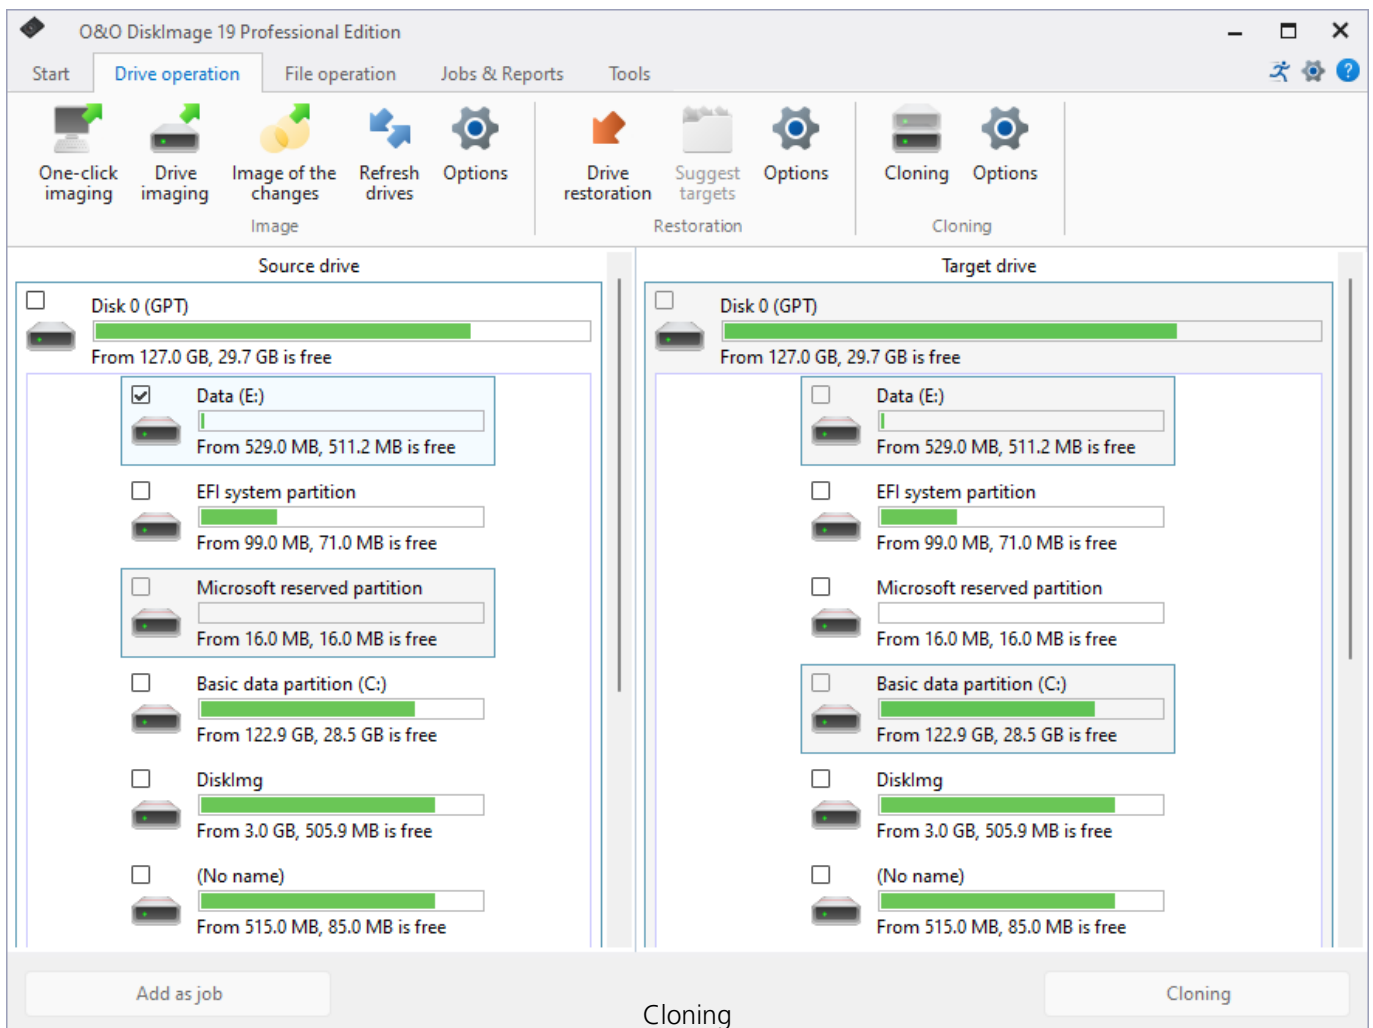 O&O DiskImage 19 Professional Edition
Start Drive operation File operation Jobs & Reports Tools
One-click imaging
Drive imaging
Image of the changes
Refresh drives
Options
Image
Drive restoration
Suggest targets
Options
Restoration
Cloning
Options
Cloning
Source drive
Disk 0 (GPT)
From 127.0 GB, 29.7 GB is free
Data (E:)
From 529.0 MB, 511.2 MB is free
EFI system partition
From 99.0 MB, 71.0 MB is free
Microsoft reserved partition
From 16.0 MB, 16.0 MB is free
Basic data partition (C:)
From 122.9 GB, 28.5 GB is free
DiskImg
From 3.0 GB, 505.9 MB is free
(No name)
From 515.0 MB, 85.0 MB is free
Target drive
Disk 0 (GPT)
From 127.0 GB, 29.7 GB is free
Data (E:)
From 529.0 MB, 511.2 MB is free
EFI system partition
From 99.0 MB, 71.0 MB is free
Microsoft reserved partition
From 16.0 MB, 16.0 MB is free
Basic data partition (C:)
From 122.9 GB, 28.5 GB is free
DiskImg
From 3.0 GB, 505.9 MB is free
(No name)
From 515.0 MB, 85.0 MB is free
Add as job
Cloning
Cloning